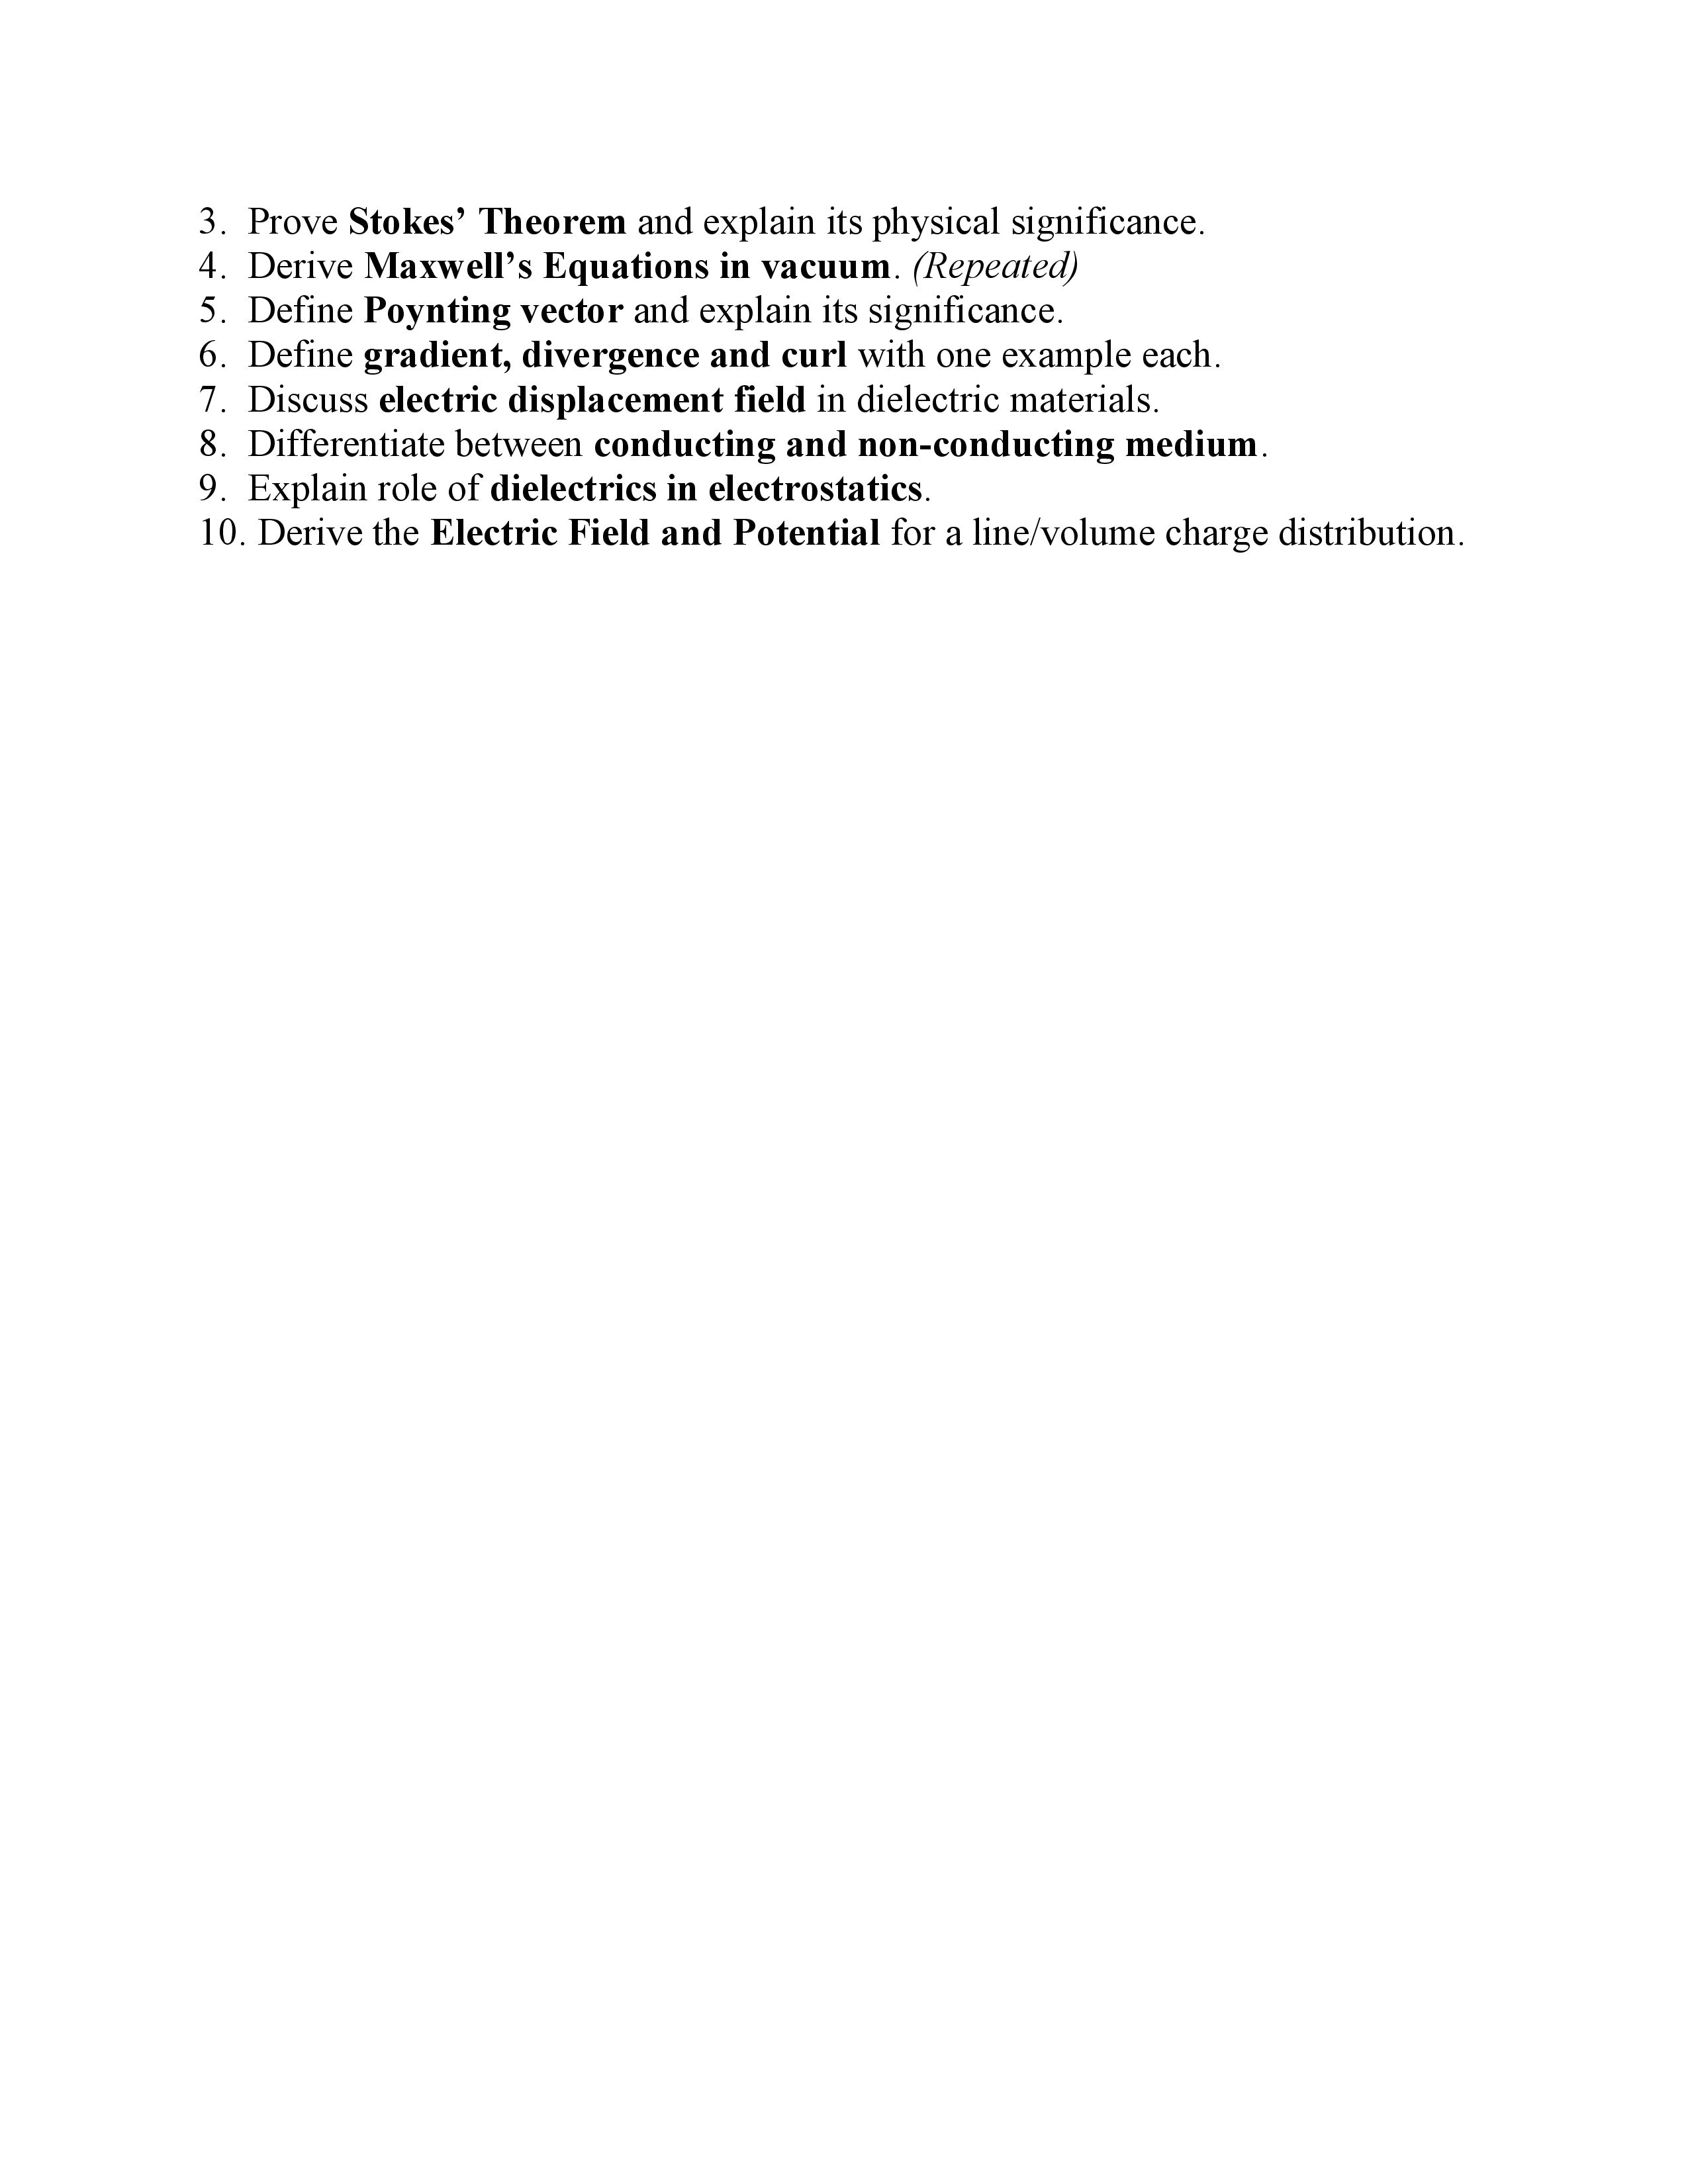 3. Prove Stokes’ Theorem and explain its physical significance.
4. Derive Maxwell’s Equations in vacuum. (Repeated)
5. Define Poynting vector and explain its significance.
6. Define gradient, divergence and curl with one example each.
7. Discuss electric displacement field in dielectric materials.
8. Differentiate between conducting and non-conducting medium.
9. Explain role of dielectrics in electrostatics.
10. Derive the Electric Field and Potential for a line/volume charge distribution.